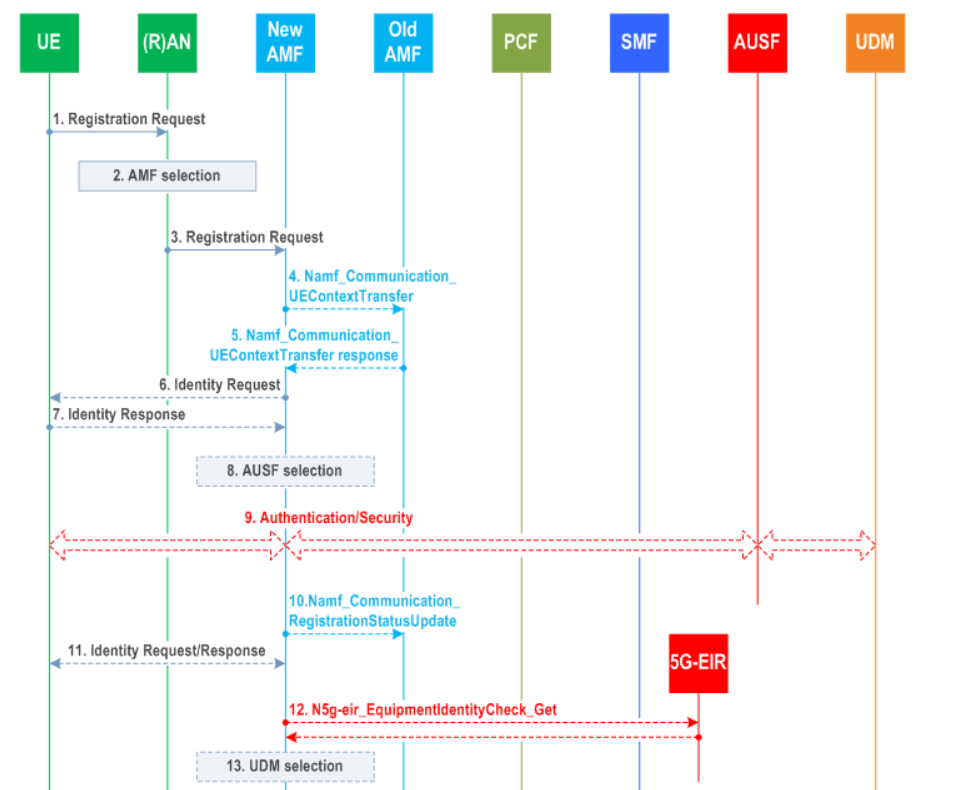 UE
(R)AN
New
AMF
Old
AMF
PCF
SMF
AUSF
UDM
1. Registration Request
2. AMF selection
3. Registration Request
4. Namf_Communication_
UEContextTransfer
5. Namf_Communication_
UEContextTransfer response
6. Identity Request
7. Identity Response
8. AUSF selection
9. Authentication/Security
10.Namf_Communication_
RegistrationStatusUpdate
11. Identity Request/Response
5G-EIR
12. N5g-eir_EquipmentIdentityCheck_Get
13. UDM selection